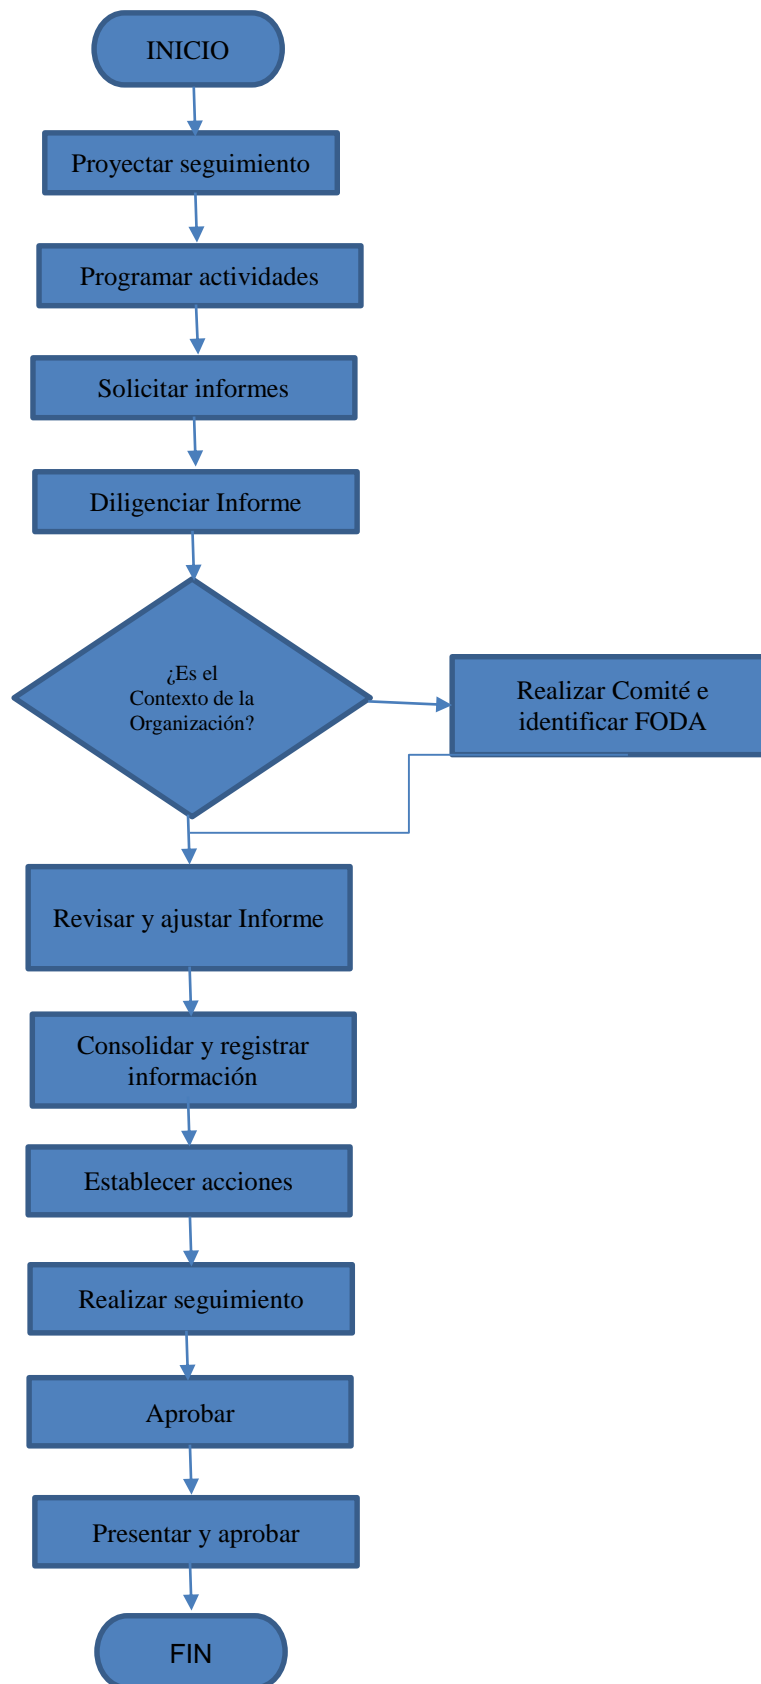 INICIO
Proyectar seguimiento
Programar actividades
Solicitar informes
Diligenciar Informe
¿Es el
Contexto de la
Organización?
Realizar Comité e
identificar FODA
Revisar y ajustar Informe
Consolidar y registrar
información
Establecer acciones
Realizar seguimiento
Aprobar
Presentar y aprobar
FIN